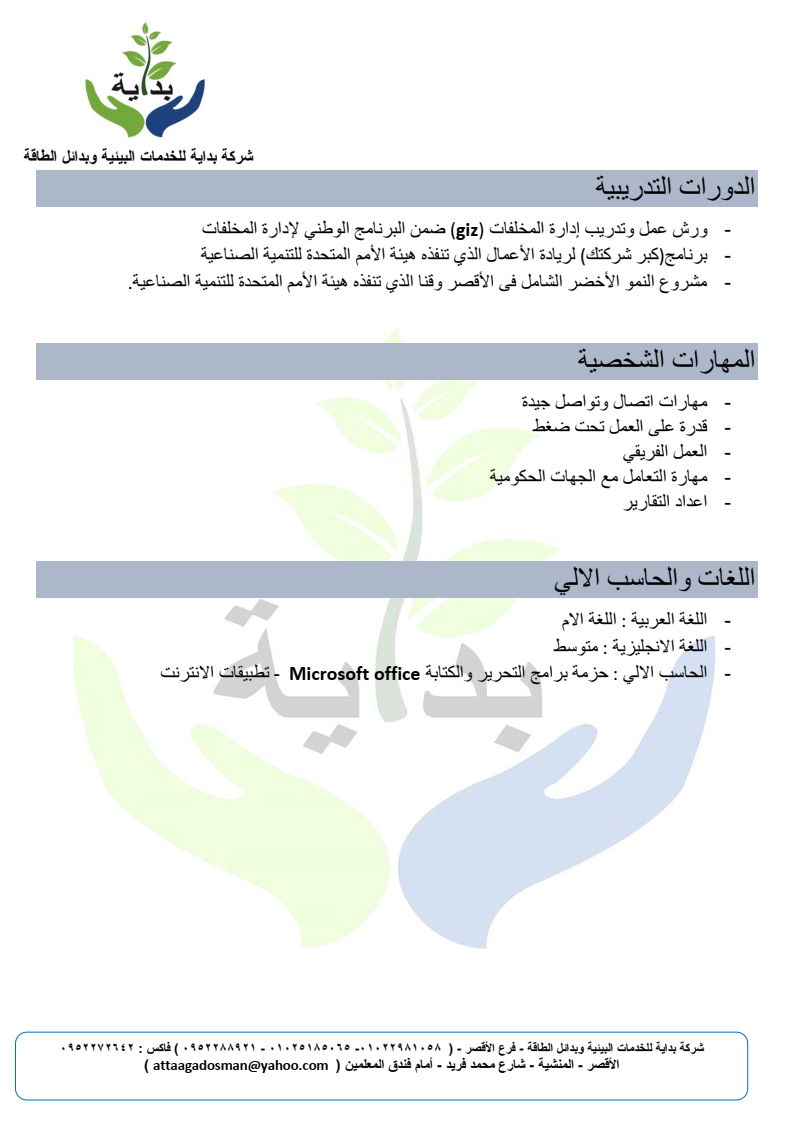 بداية
شركة بداية للخدمات البيئية وبدائل الطاقة
الدورات التدريبية
- ورش عمل وتدريب إدارة المخلفات (giz) ضمن البرنامج الوطني لإدارة المخلفات
- برنامج(كبر شركتك) لريادة الأعمال الذي تنفذه هيئة الأمم المتحدة للتنمية الصناعية
- مشروع النمو الأخضر الشامل فى الأقصر وقنا الذي تنفذه هيئة الأمم المتحدة للتنمية الصناعية.
المهارات الشخصية
- مهارات اتصال وتواصل جيدة
- قدرة على العمل تحت ضغط
- العمل الفريقي
- مهارة التعامل مع الجهات الحكومية
- اعداد التقارير
اللغات والحاسب الالي
- اللغة العربية : اللغة الام
- اللغة الانجليزية : متوسط
- الحاسب الالي : حزمة برامج التحرير والكتابة Microsoft office - تطبيقات الانترنت
بداية
شركة بداية للخدمات البيئية وبدائل الطاقة - فرع الأقصر - ( ٠١٠٢٢٩٨١٠٥٨- ٠١٠٢٥١٨٥٠٦٥ - ٠٩٥٢٢٨٨٩٢١ ) فاكس : ٠٩٥٢٢٧٢٦٤٢
الأقصر - المنشية - شارع محمد فريد - أمام فندق المعلمين ( attaagadosman@yahoo.com )